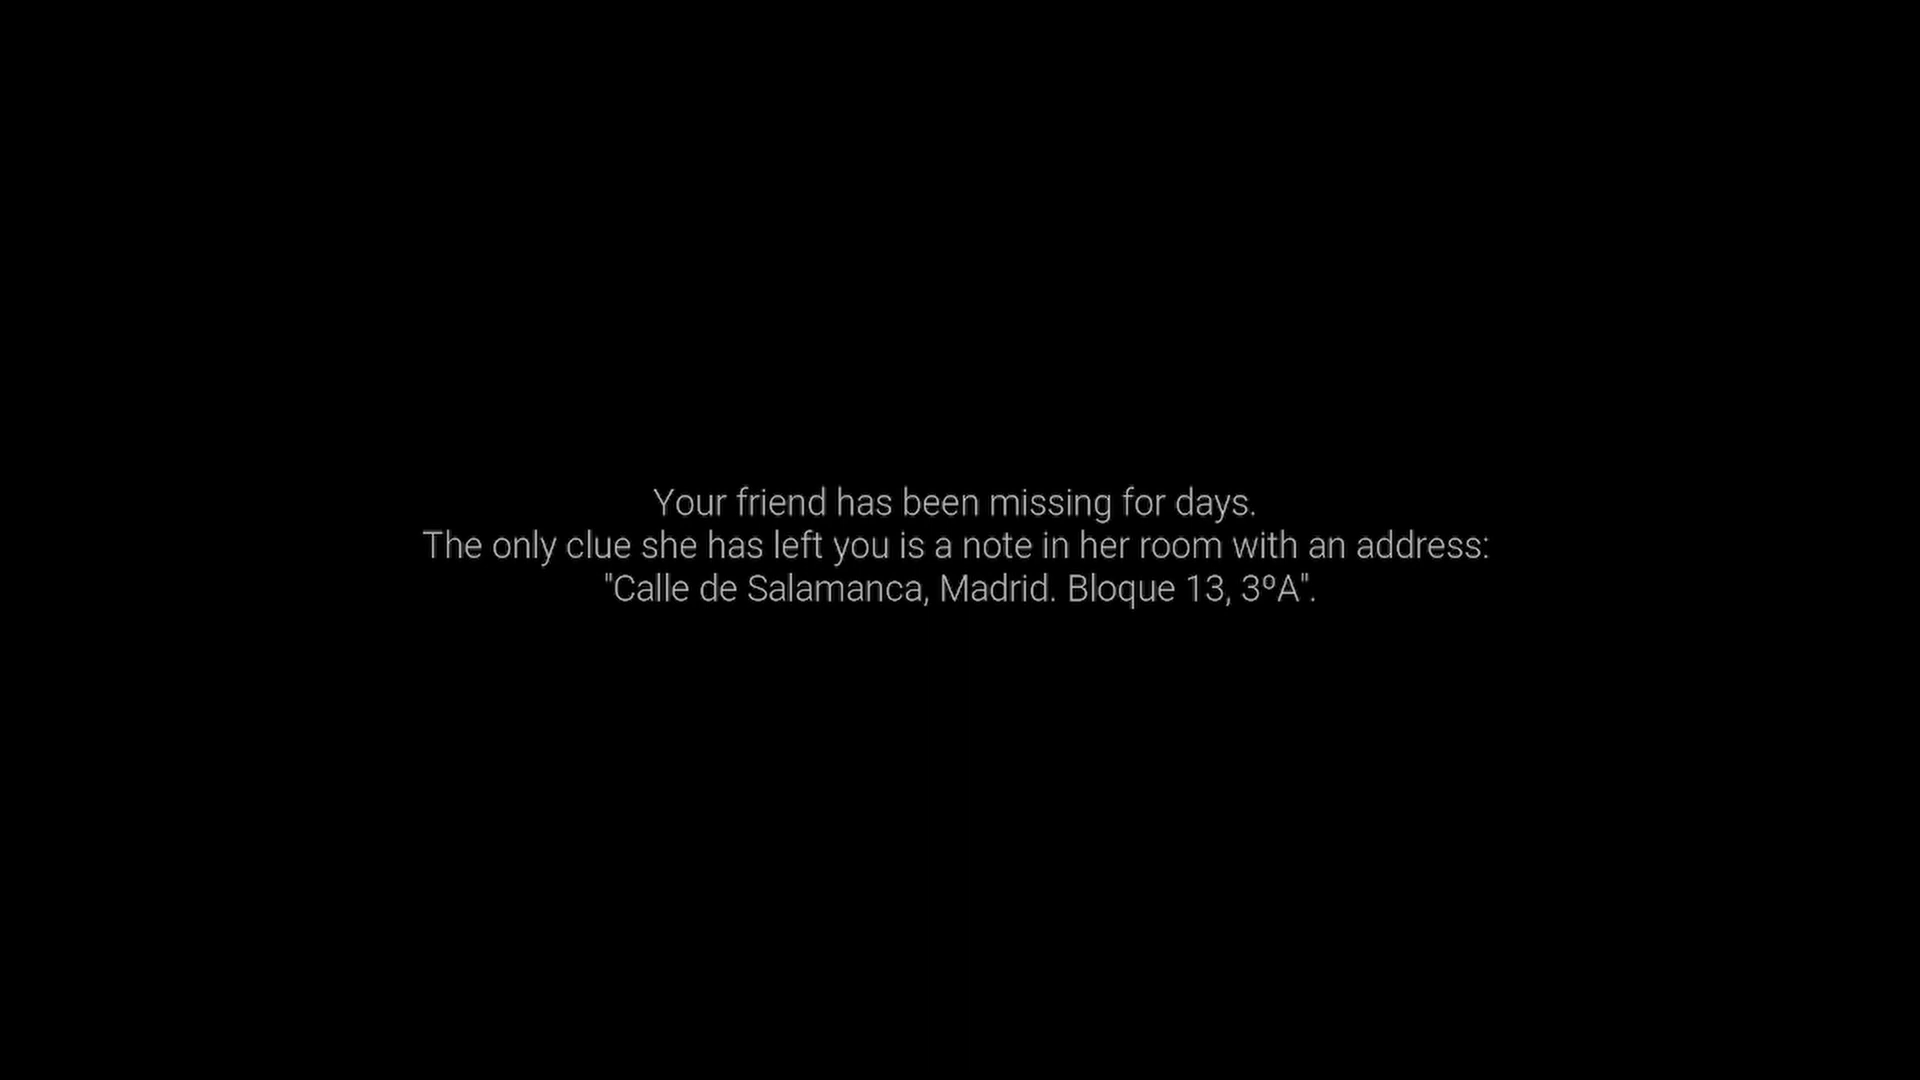 Your friend has been missing for days.
The only clue she has left you is a note in her room with an address:
"Calle de Salamanca, Madrid. Bloque 13, 3ºA".